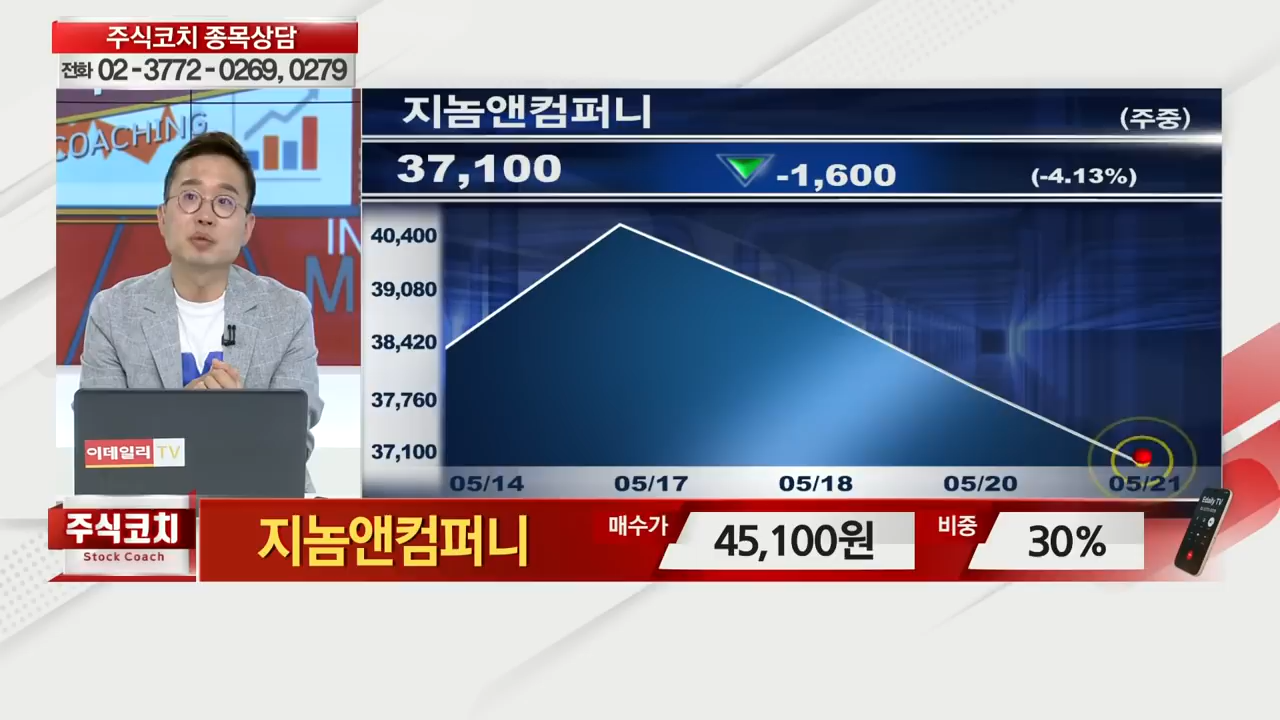 주식코치 종목상담
전화 02-3772-0269, 0279
COACHING
IN
M
지놈앤컴퍼니
(주중)
37,100
-1,600
(-4.13%)
40,400
39,080
38,420
37,760
37,100
05/14
05/17
05/18
05/20
05/21
이데일리TV
주식코치
Stock Coach
지놈앤컴퍼니
매수가
45,100원
비중
30%
Edaily TV